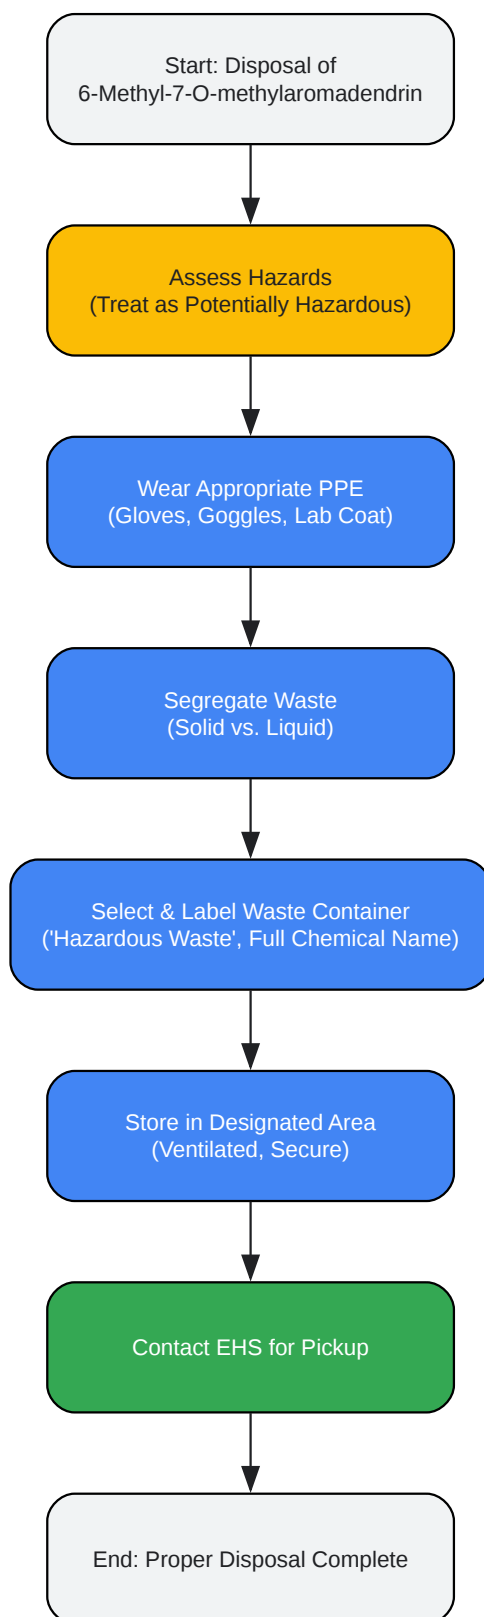 Start: Disposal of
6-Methyl-7-O-methylaromadendrin
Assess Hazards
(Treat as Potentially Hazardous)
Wear Appropriate PPE
(Gloves, Goggles, Lab Coat)
Segregate Waste
(Solid vs. Liquid)
Select & Label Waste Container
('Hazardous Waste', Full Chemical Name)
Store in Designated Area
(Ventilated, Secure)
Contact EHS for Pickup
End: Proper Disposal Complete